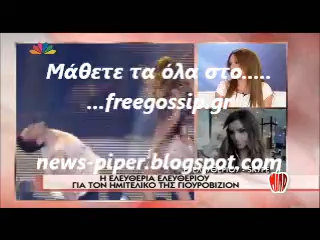 Μάθετε τα όλα στο.....
...freegossip.gr
news-piper.blogspot.com
Η ΕΛΕΥΘΕΡΙΑ ΕΛΕΥΘΕΡΙΟΥ
ΓΙΑ ΤΟΝ ΗΜΙΤΕΛΙΚΟ ΤΗΣ ΓΙΟΥΡΟΒΙΖΙΟΝ